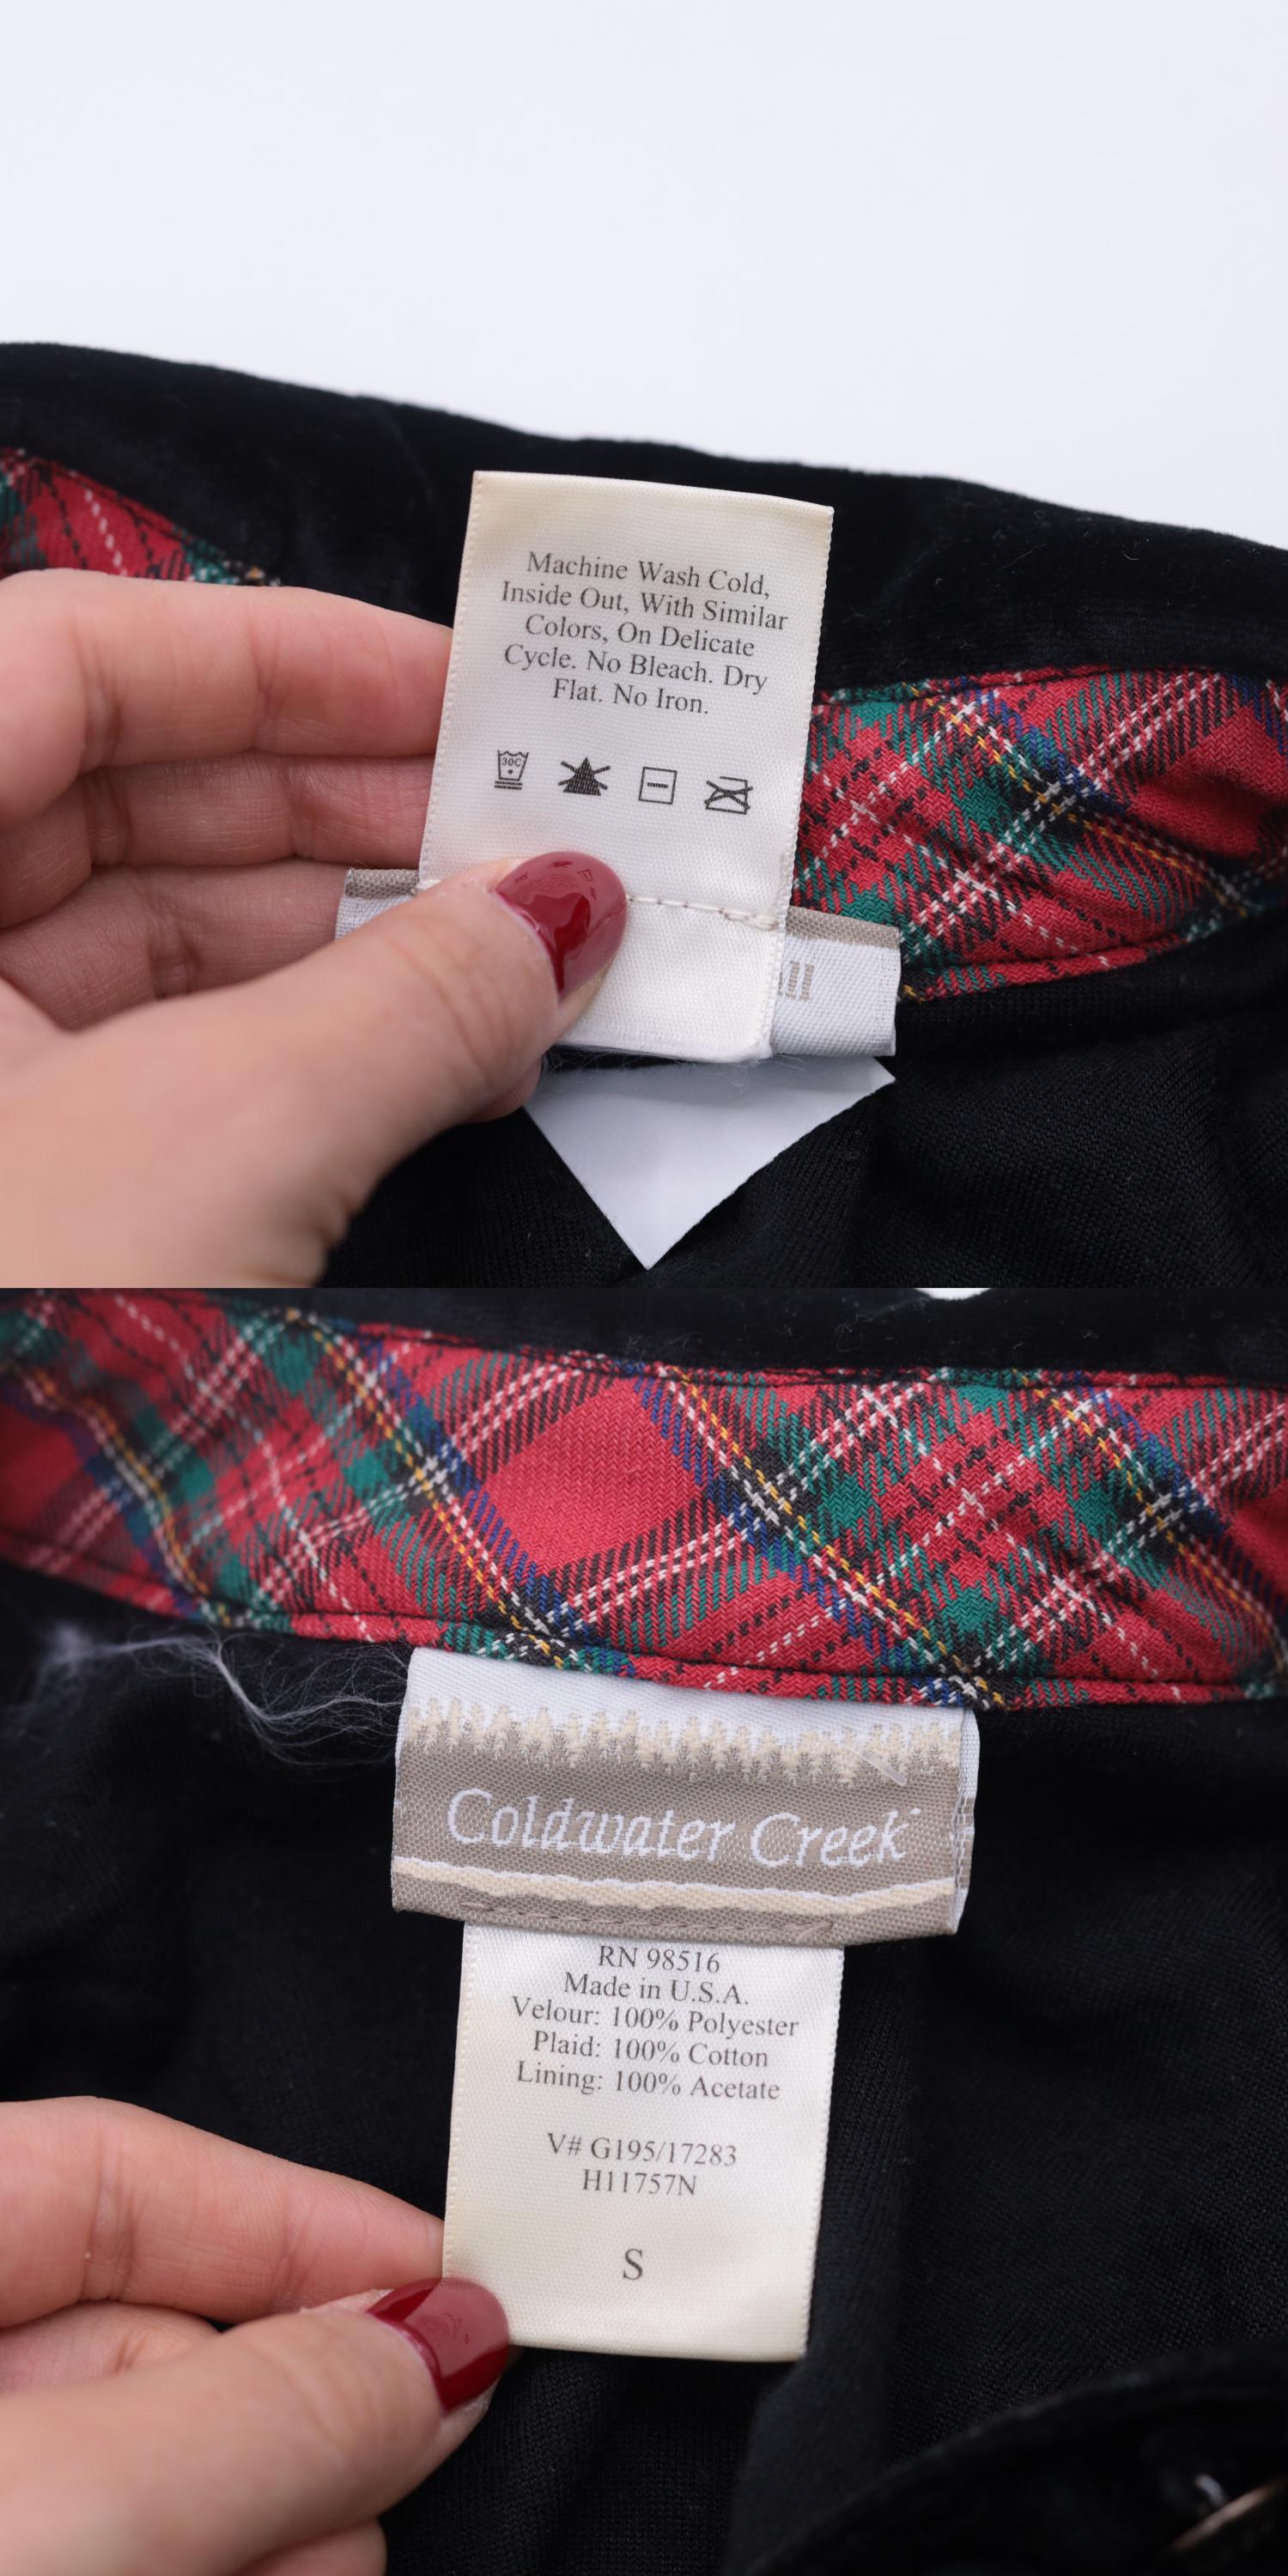 Machine Wash Cold,
Inside Out, With Similar
Colors, On Delicate
Cycle. No Bleach. Dry
Flat. No Iron.
30C
Coldwater Creek
RN 98516
Made in U.S.A.
Velour: 100% Polyester
Plaid: 100% Cotton
Lining: 100% Acetate
V# G195/17283
H11757N
S